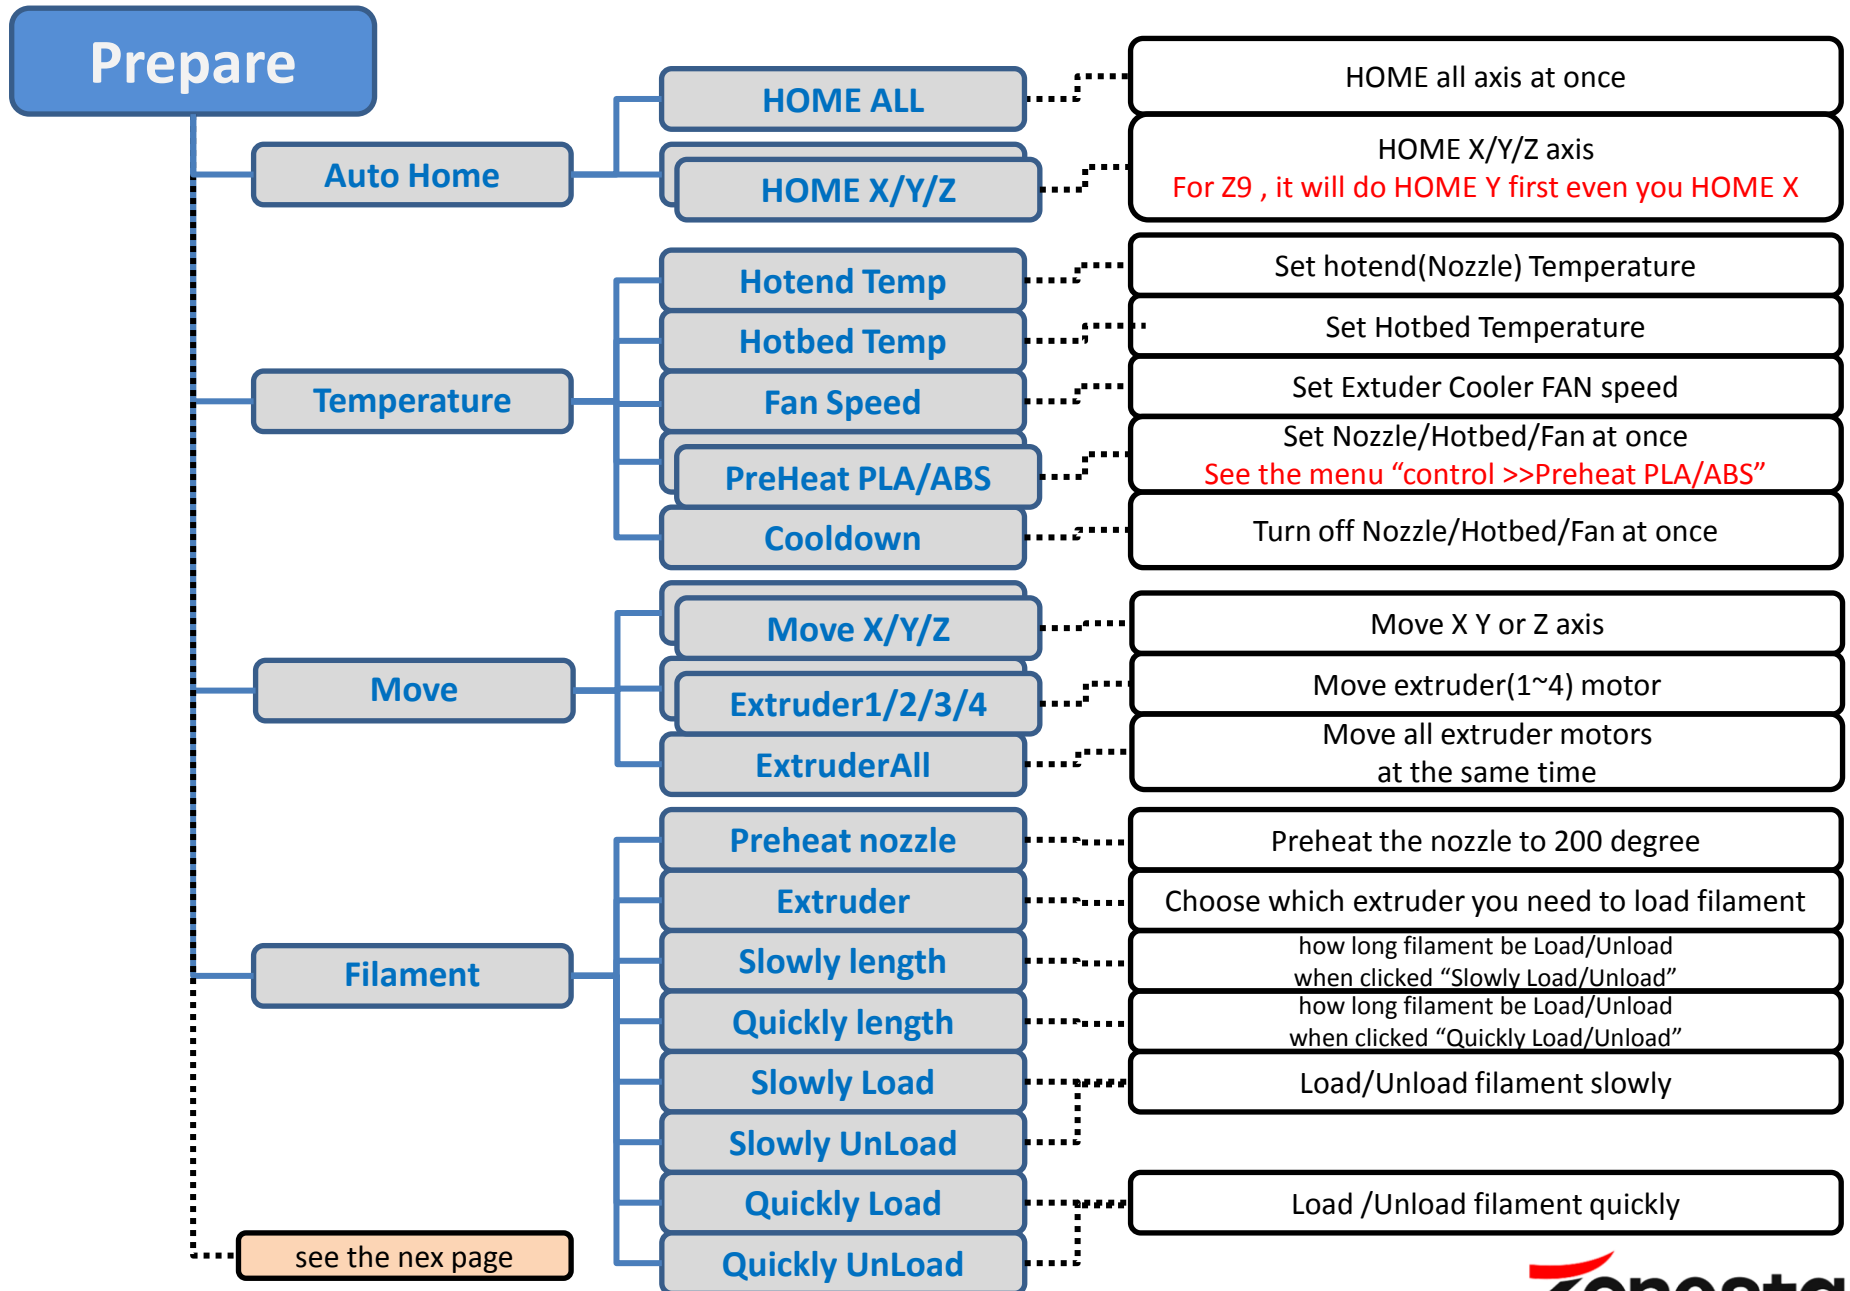 Prepare
HOME ALL
HOME all axis at once
Auto Home
HOME X/Y/Z
HOME X/Y/Z axis
For Z9 , it will do HOME Y first even you HOME X
Hotend Temp
Set hotend(Nozzle) Temperature
Hotbed Temp
Set Hotbed Temperature
Temperature
Fan Speed
Set Extuder Cooler FAN speed
PreHeat PLA/ABS
Set Nozzle/Hotbed/Fan at once
See the menu “control >>Preheat PLA/ABS”
Cooldown
Turn off Nozzle/Hotbed/Fan at once
Move X/Y/Z
Move X Y or Z axis
Move
Extruder1/2/3/4
Move extruder(1~4) motor
ExtruderAll
Move all extruder motors
at the same time
Preheat nozzle
Preheat the nozzle to 200 degree
Extruder
Choose which extruder you need to load filament
Filament
Slowly length
how long filament be Load/Unload
when clicked “Slowly Load/Unload”
Quickly length
how long filament be Load/Unload
when clicked “Quickly Load/Unload”
Slowly Load
Load/Unload filament slowly
Slowly UnLoad
Quickly Load
Load /Unload filament quickly
Quickly UnLoad
see the nex page